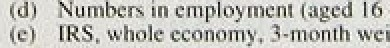 (d) Numbers in employment (aged 16
(e) IRS, whole economy, 3-month wei